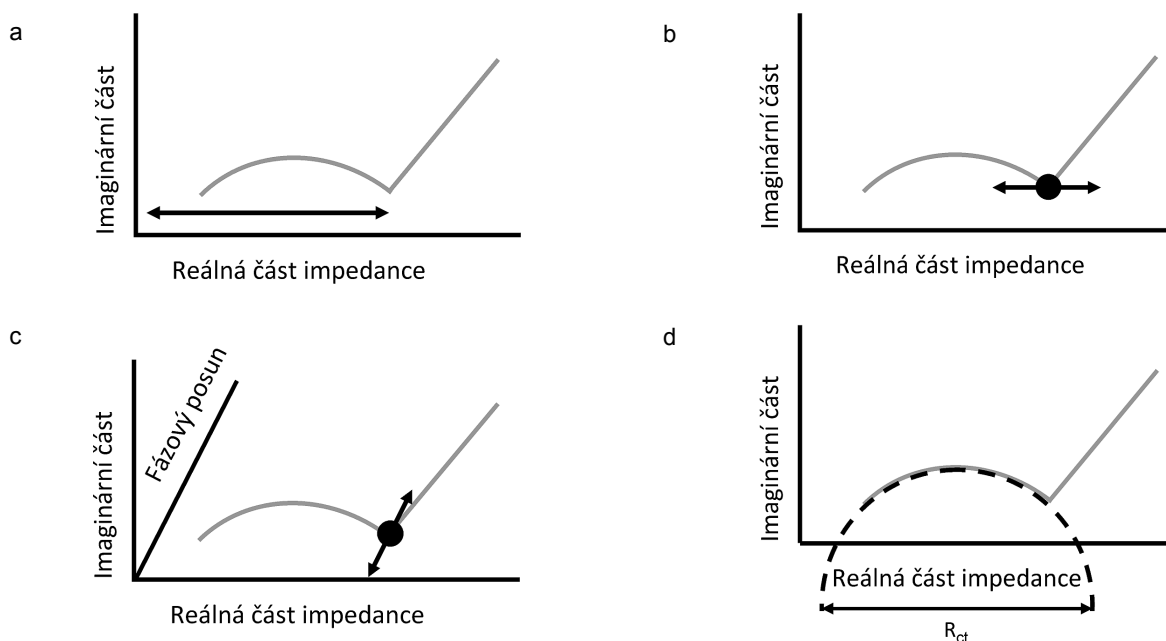 a
Imaginární část
Reálná část impedance
b
Imaginární část
Reálná část impedance
c
Fázový posun
Imaginární část
Reálná část impedance
d
Imaginární část
Reálná část impedance
Rct